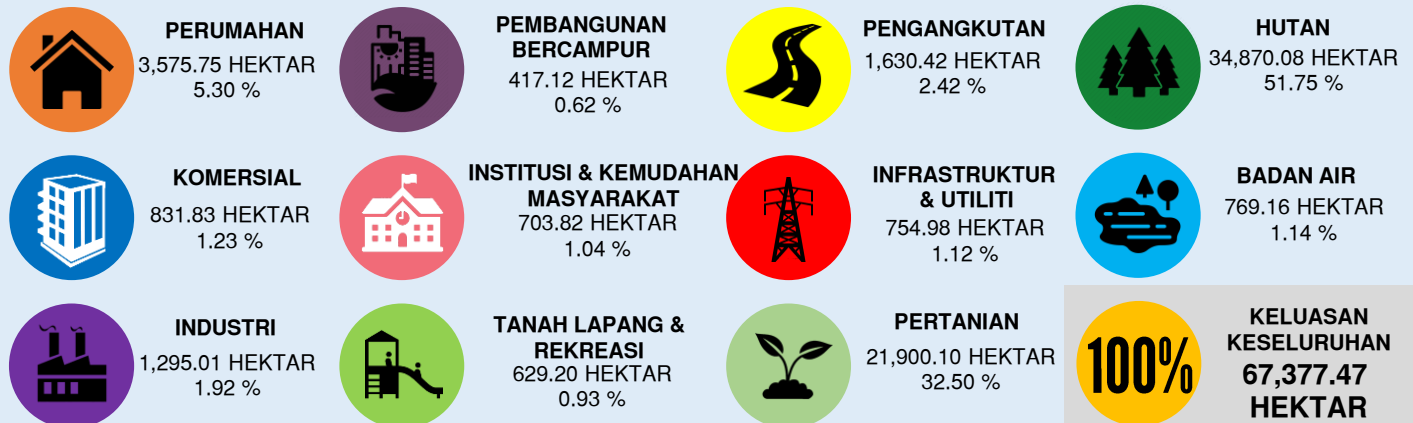 PERUMAHAN
3,575.75 HEKTAR
5.30 %
PEMBANGUNAN
BERCAMPUR
417.12 HEKTAR
0.62 %
PENGANGKUTAN
1,630.42 HEKTAR
2.42 %
HUTAN
34,870.08 HEKTAR
51.75 %
KOMERSIAL
831.83 HEKTAR
1.23 %
INSTITUSI & KEMUDAHAN
MASYARAKAT
703.82 HEKTAR
1.04 %
INFRASTRUKTUR
& UTILITI
754.98 HEKTAR
1.12 %
BADAN AIR
769.16 HEKTAR
1.14 %
INDUSTRI
1,295.01 HEKTAR
1.92 %
TANAH LAPANG &
REKREASI
629.20 HEKTAR
0.93 %
PERTANIAN
21,900.10 HEKTAR
32.50 %
100%
KELUASAN
KESELURUHAN
67,377.47
HEKTAR